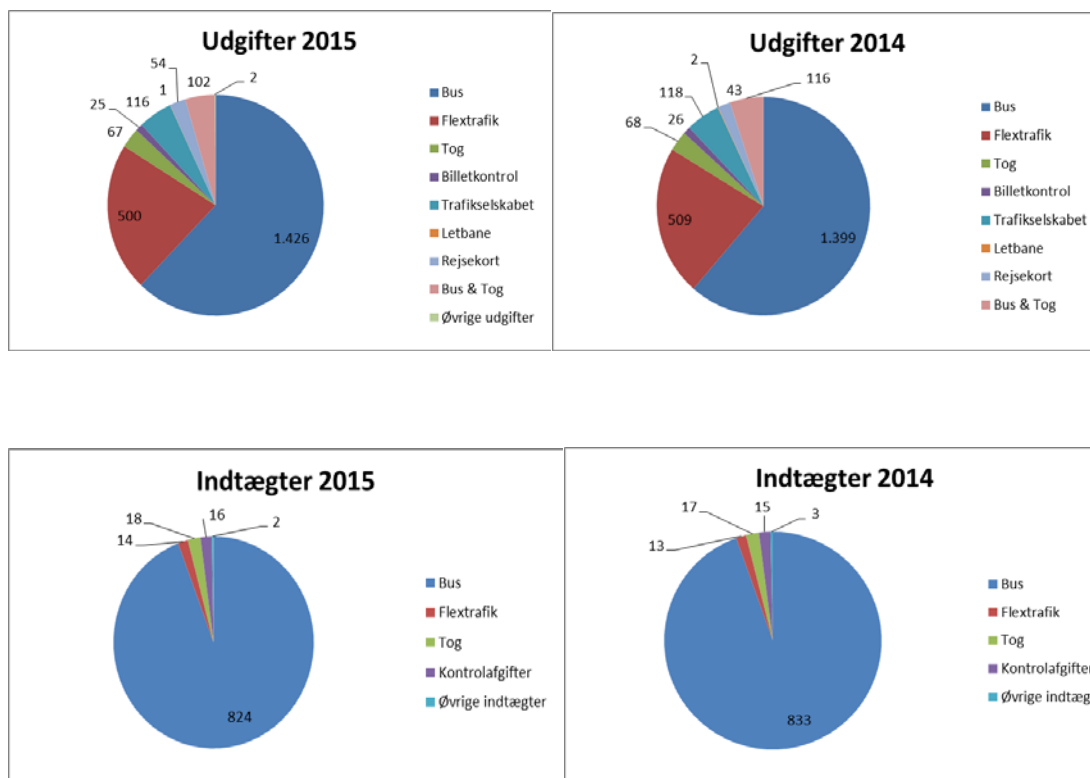 Udgifter 2015
54
102
2
116
1
25
67
500
1.426
Bus
Flextrafik
Tog
Billetkontrol
Trafikselskabet
Letbane
Rejsekort
Bus & Tog
Øvrige udgifter
Udgifter 2014
2
43
116
118
26
68
509
1.399
Bus
Flextrafik
Tog
Billetkontrol
Trafikselskabet
Letbane
Rejsekort
Bus & Tog
Indtægter 2015
18
16
2
14
824
Bus
Flextrafik
Tog
Kontrolafgifter
Øvrige indtægter
Indtægter 2014
17
15
3
13
833
Bus
Flextrafik
Tog
Kontrolafgifter
Øvrige indtæg